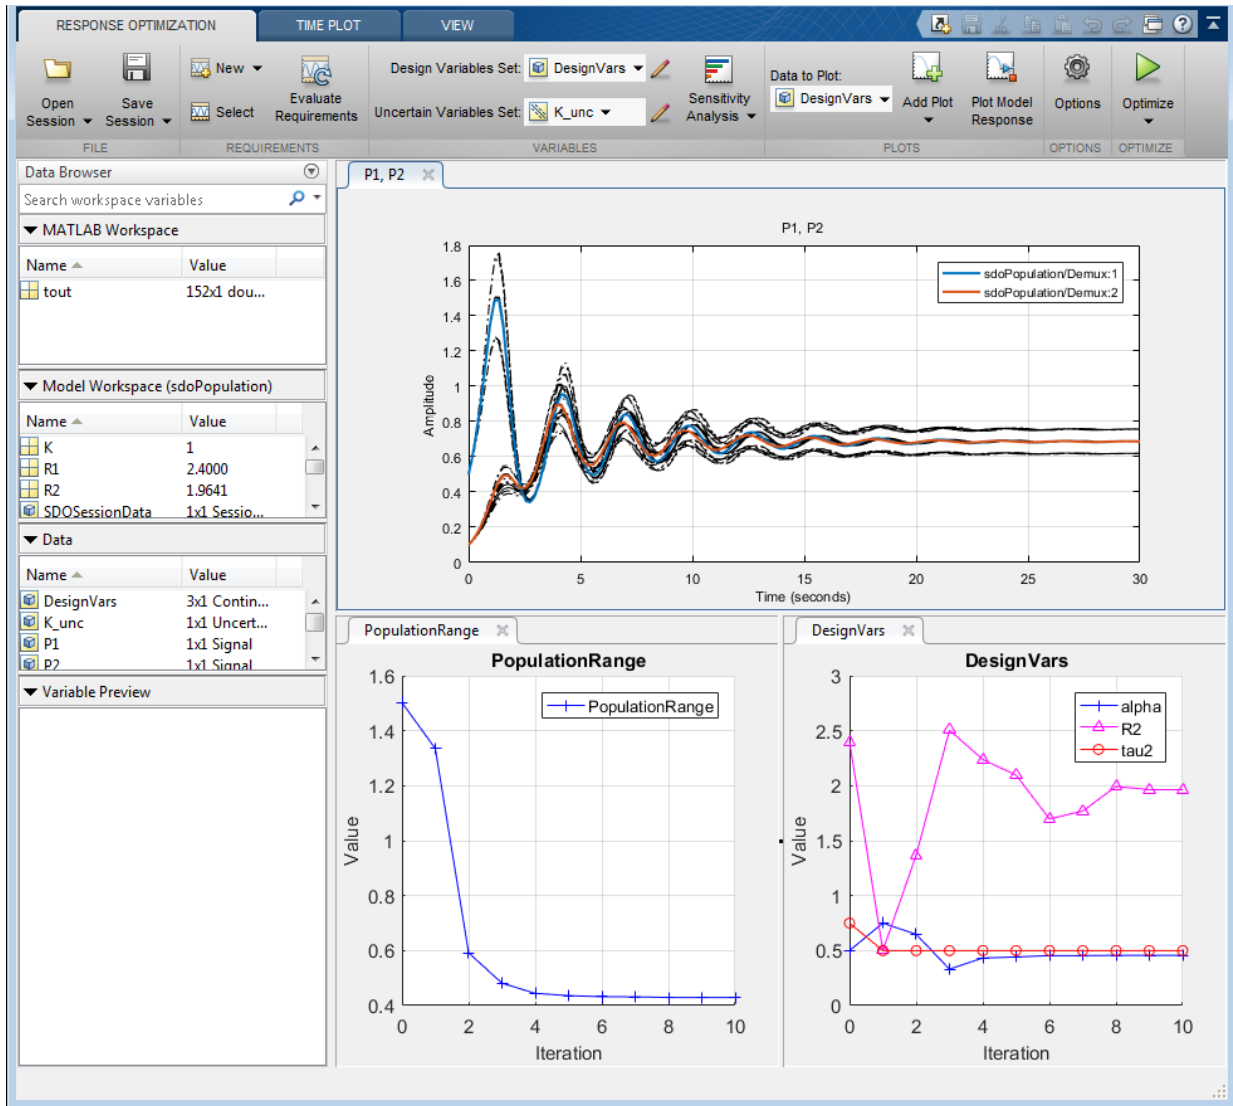 RESPONSE OPTIMIZATION TIME PLOT VIEW
New Design Variables Set: DesignVars Data to Plot:
Open Session Save Session Select Evaluate Requirements Uncertain Variables Set: K_unc Sensitivity Analysis DesignVars Add Plot Plot Model Response Options Optimize
FILE REQUIREMENTS VARIABLES PLOTS OPTIONS OPTIMIZE
Data Browser
Search workspace variables
MATLAB Workspace
Name Value
tout 152x1 dou...
Model Workspace (sdoPopulation)
Name Value
K 1
R1 2.4000
R2 1.9641
SDOSessionData 1x1 Sessio...
Data
Name Value
DesignVars 3x1 Contin...
K_unc 1x1 Uncert...
P1 1x1 Signal
P2 1x1 Signal
Variable Preview
P1, P2
P1, P2
sdoPopulation/Demux:1
sdoPopulation/Demux:2
Amplitude
1.8
1.6
1.4
1.2
1
0.8
0.6
0.4
0.2
0
0 5 10 15 20 25 30
Time (seconds)
PopulationRange
PopulationRange
PopulationRange
Value
1.6
1.4
1.2
1
0.8
0.6
0.4
0 2 4 6 8 10
Iteration
DesignVars
DesignVars
alpha
R2
tau2
Value
3
2.5
2
1.5
1
0.5
0
0 2 4 6 8 10
Iteration